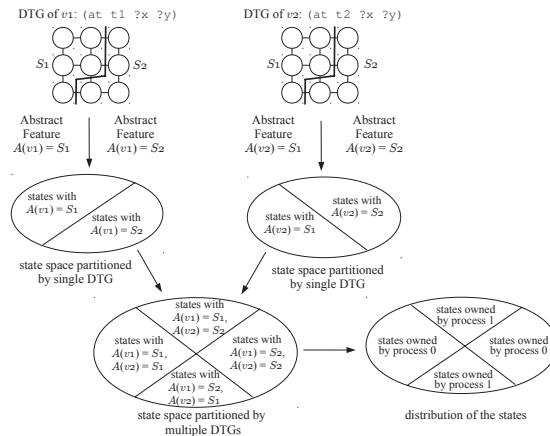 DTG of v1: (at t1 ?x ?y)
DTG of v2: (at t2 ?x ?y)
S1
S2
S1
S2
Abstract
Feature
A(v1) = S1
Abstract
Feature
A(v1) = S2
Abstract
Feature
A(v2) = S1
Abstract
Feature
A(v2) = S2
states with
A(v1) = S1
states with
A(v1) = S2
states with
A(v2) = S1
states with
A(v2) = S2
state space partitioned
by single DTG
state space partitioned
by single DTG
states with
A(v1) = S1,
A(v2) = S2
states with
A(v1) = S1,
A(v2) = S1
states with
A(v1) = S2,
A(v2) = S2
states with
A(v1) = S2,
A(v2) = S1
states owned
by process 1
states owned
by process 0
states owned
by process 0
states owned
by process 1
state space partitioned by
multiple DTGs
distribution of the states